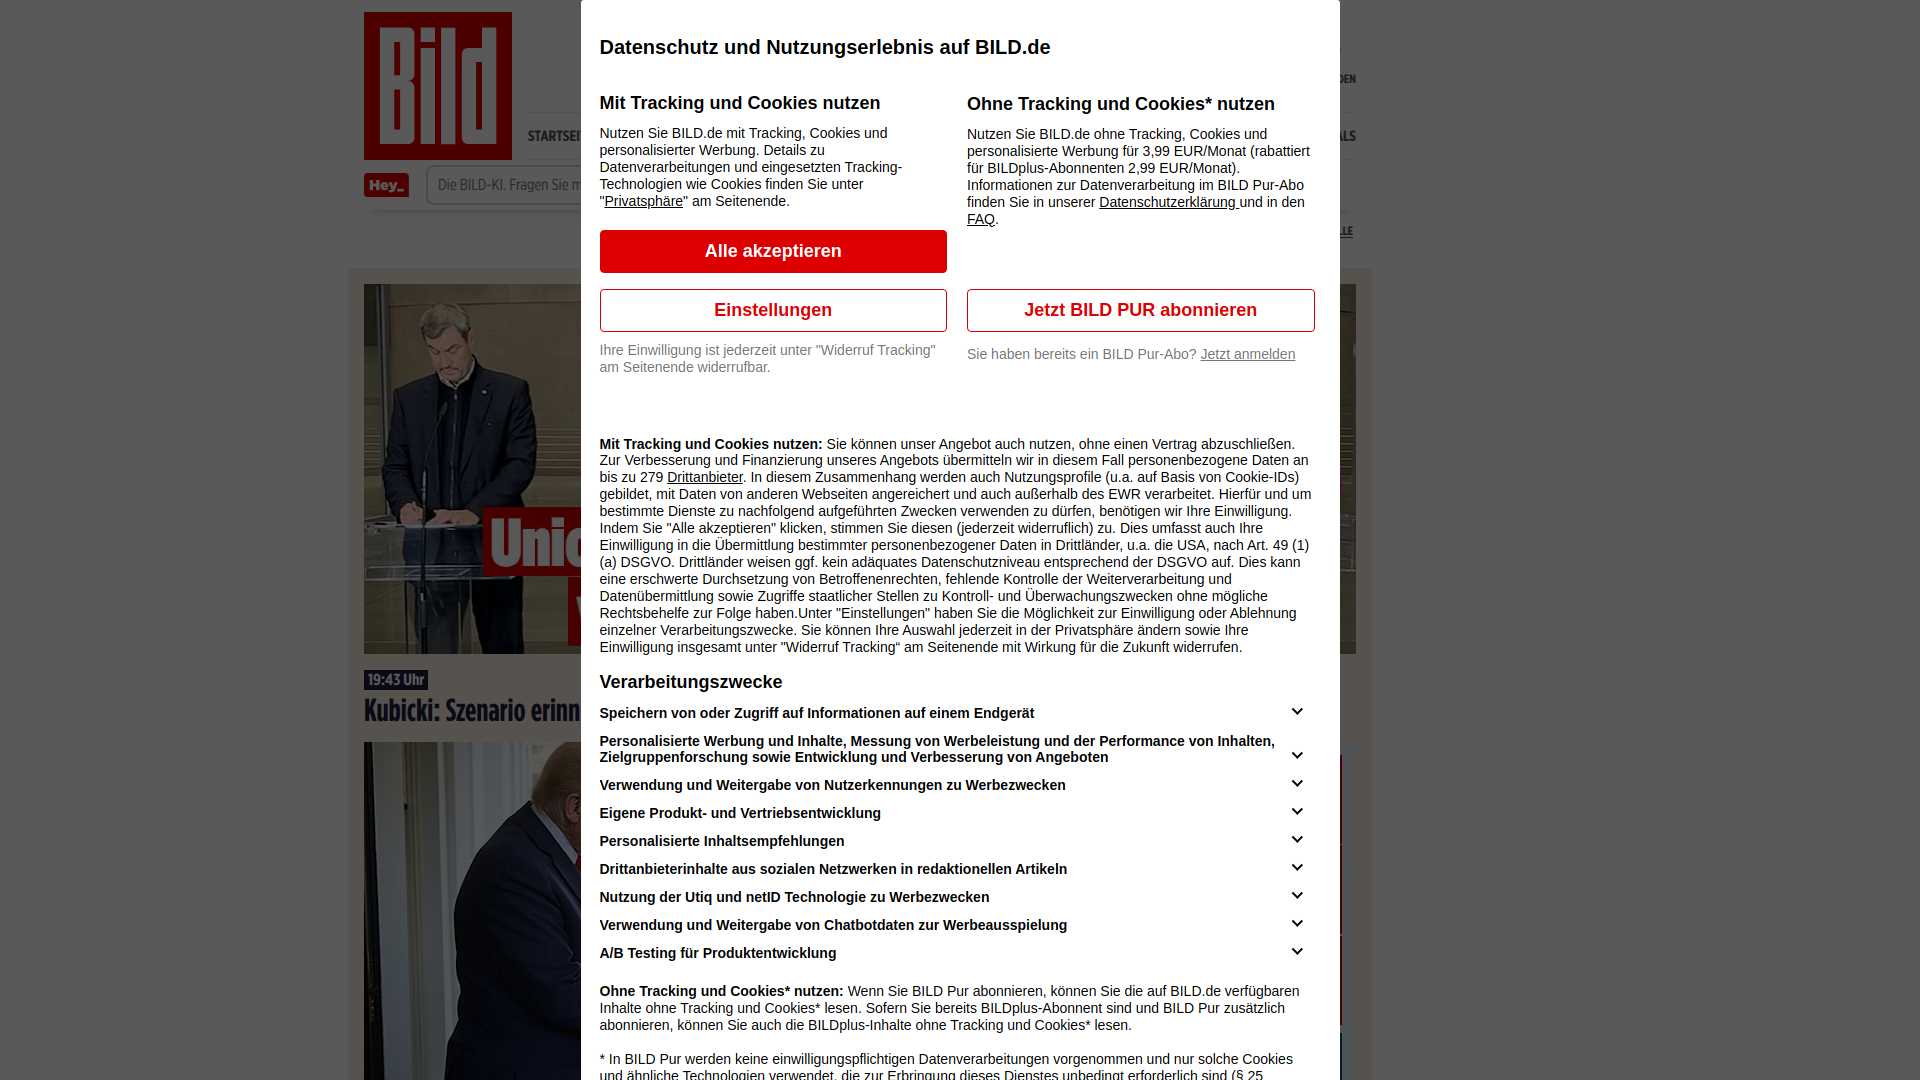 Bild
DEN
STARTSEI
ALS
Hey_
Die BILD-KI. Fragen Sie m
LLE
Datenschutz und Nutzungserlebnis auf BILD.de
Mit Tracking und Cookies nutzen
Nutzen Sie BILD.de mit Tracking, Cookies und
personalisierter Werbung. Details zu
Datenverarbeitungen und eingesetzten Tracking-
Technologien wie Cookies finden Sie unter
"Privatsphäre" am Seitenende.
Alle akzeptieren
Einstellungen
Ihre Einwilligung ist jederzeit unter "Widerruf Tracking"
am Seitenende widerrufbar.
Ohne Tracking und Cookies* nutzen
Nutzen Sie BILD.de ohne Tracking, Cookies und
personalisierte Werbung für 3,99 EUR/Monat (rabattiert
für BILDplus-Abonnenten 2,99 EUR/Monat).
Informationen zur Datenverarbeitung im BILD Pur-Abo
finden Sie in unserer Datenschutzerklärung und in den
FAQ.
Jetzt BILD PUR abonnieren
Sie haben bereits ein BILD Pur-Abo? Jetzt anmelden
Mit Tracking und Cookies nutzen: Sie können unser Angebot auch nutzen, ohne einen Vertrag abzuschließen.
Zur Verbesserung und Finanzierung unseres Angebots übermitteln wir in diesem Fall personenbezogene Daten an
bis zu 279 Drittanbieter. In diesem Zusammenhang werden auch Nutzungsprofile (u.a. auf Basis von Cookie-IDs)
gebildet, mit Daten von anderen Webseiten angereichert und auch außerhalb des EWR verarbeitet. Hierfür und um
bestimmte Dienste zu nachfolgend aufgeführten Zwecken verwenden zu dürfen, benötigen wir Ihre Einwilligung.
Indem Sie "Alle akzeptieren" klicken, stimmen Sie diesen (jederzeit widerruflich) zu. Dies umfasst auch Ihre
Einwilligung in die Übermittlung bestimmter personenbezogener Daten in Drittländer, u.a. die USA, nach Art. 49 (1)
(a) DSGVO. Drittländer weisen ggf. kein adäquates Datenschutzniveau entsprechend der DSGVO auf. Dies kann
eine erschwerte Durchsetzung von Betroffenenrechten, fehlende Kontrolle der Weiterverarbeitung und
Datenübermittlung sowie Zugriffe staatlicher Stellen zu Kontroll- und Überwachungszwecken ohne mögliche
Rechtsbehelfe zur Folge haben.Unter "Einstellungen" haben Sie die Möglichkeit zur Einwilligung oder Ablehnung
einzelner Verarbeitungszwecke. Sie können Ihre Auswahl jederzeit in der Privatsphäre ändern sowie Ihre
Einwilligung insgesamt unter "Widerruf Tracking“ am Seitenende mit Wirkung für die Zukunft widerrufen.
Unio
19:43 Uhr
Kubicki: Szenario erinn
Verarbeitungszwecke
Speichern von oder Zugriff auf Informationen auf einem Endgerät
Personalisierte Werbung und Inhalte, Messung von Werbeleistung und der Performance von Inhalten,
Zielgruppenforschung sowie Entwicklung und Verbesserung von Angeboten
Verwendung und Weitergabe von Nutzerkennungen zu Werbezwecken
Eigene Produkt- und Vertriebsentwicklung
Personalisierte Inhaltsempfehlungen
Drittanbieterinhalte aus sozialen Netzwerken in redaktionellen Artikeln
Nutzung der Utiq und netID Technologie zu Werbezwecken
Verwendung und Weitergabe von Chatbotdaten zur Werbeausspielung
A/B Testing für Produktentwicklung
Ohne Tracking und Cookies* nutzen: Wenn Sie BILD Pur abonnieren, können Sie die auf BILD.de verfügbaren
Inhalte ohne Tracking und Cookies* lesen. Sofern Sie bereits BILDplus-Abonnent sind und BILD Pur zusätzlich
abonnieren, können Sie auch die BILDplus-Inhalte ohne Tracking und Cookies* lesen.
* In BILD Pur werden keine einwilligungspflichtigen Datenverarbeitungen vorgenommen und nur solche Cookies
und ähnliche Technologien verwendet, die zur Erbringung dieses Dienstes unbedingt erforderlich sind (§ 25